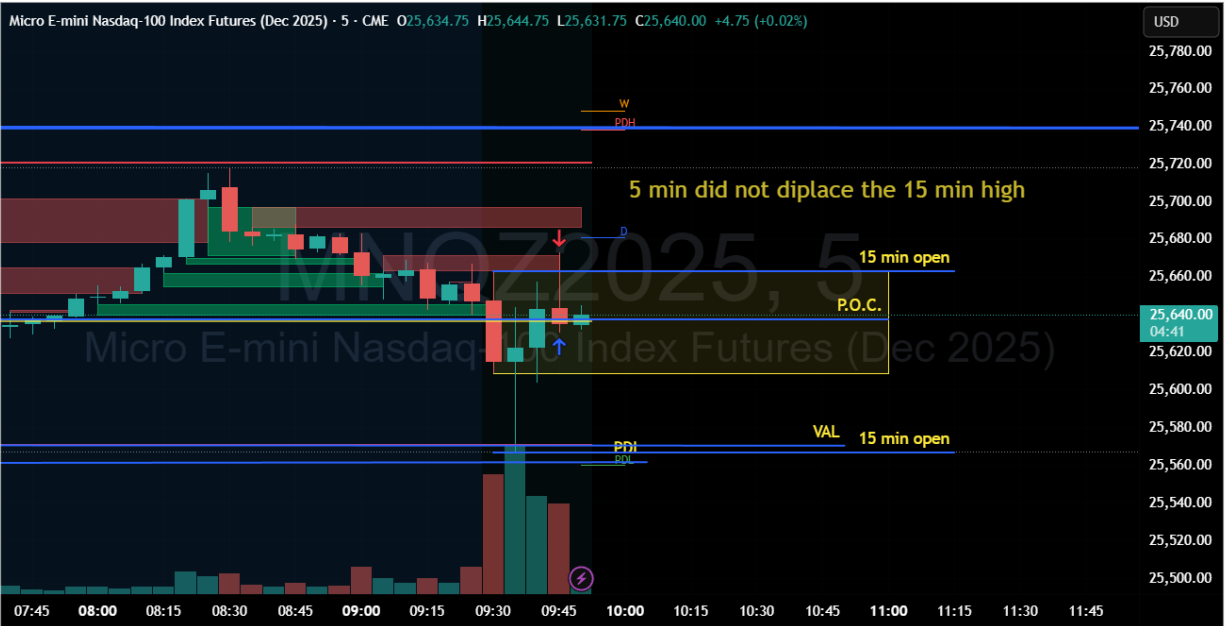 Micro E-mini Nasdaq-100 Index Futures (Dec 2025) · 5 · CME O25,634.75 H25,644.75 L25,631.75 C25,640.00 +4.75 (+0.02%)
USD
25,780.00
25,760.00
W
PDH
25,740.00
25,720.00
5 min did not diplace the 15 min high
25,700.00
D
25,680.00
MNQZ2025, 5
15 min open
25,660.00
P.O.C.
25,640.00
04:41
Micro E-mini Nasdaq-100 Index Futures (Dec 2025)
25,620.00
25,600.00
25,580.00
VAL
15 min open
PDL
PDL
25,560.00
25,540.00
25,520.00
25,500.00
07:45 08:00 08:15 08:30 08:45 09:00 09:15 09:30 09:45 10:00 10:15 10:30 10:45 11:00 11:15 11:30 11:45